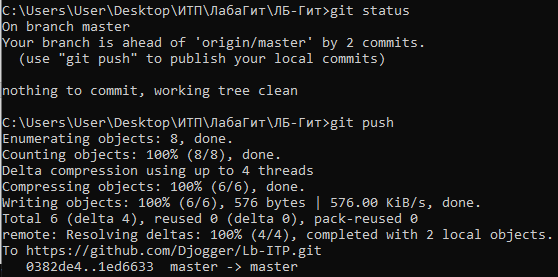 C:\Users\User\Desktop\ИТП\ЛабаГит\ЛБ-Гит>git status
On branch master
Your branch is ahead of 'origin/master' by 2 commits.
  (use "git push" to publish your local commits)
nothing to commit, working tree clean
C:\Users\User\Desktop\ИТП\ЛабаГит\ЛБ-Гит>git push
Enumerating objects: 8, done.
Counting objects: 100% (8/8), done.
Delta compression using up to 4 threads
Compressing objects: 100% (6/6), done.
Writing objects: 100% (6/6), 576 bytes | 576.00 KiB/s, done.
Total 6 (delta 4), reused 0 (delta 0), pack-reused 0
remote: Resolving deltas: 100% (4/4), completed with 2 local objects.
To https://github.com/Djogger/Lb-ITP.git
   0382de4..1ed6633  master -> master